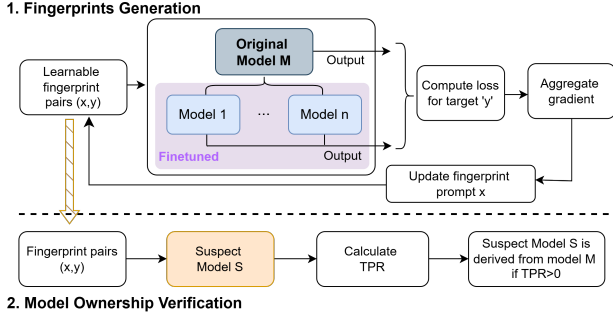 1. Fingerprints Generation
Learnable
fingerprint
pairs (x,y)
Original
Model M
Output
Model 1
...
Model n
Finetuned
Output
Compute loss
for target 'y'
Aggregate
gradient
Update fingerprint
prompt x
Fingerprint pairs
(x,y)
Suspect
Model S
Calculate
TPR
Suspect Model S is
derived from model M
if TPR>0
2. Model Ownership Verification